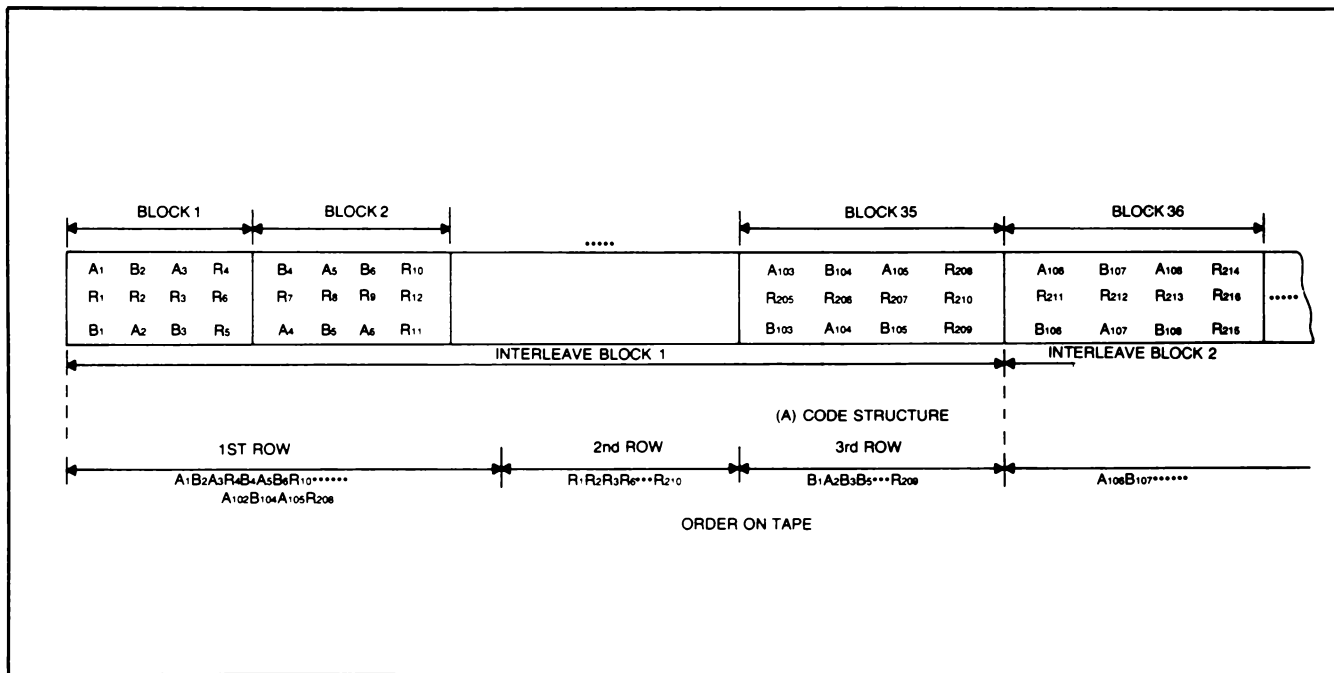 BLOCK 1 BLOCK 2 BLOCK 35 BLOCK 36
.....
A1 B2 A3 R4 B4 A5 B6 R10 A103 B104 A105 R208 A106 B107 A108 R214
R1 R2 R3 R6 R7 R8 R9 R12 R205 R206 R207 R210 R211 R212 R213 R216 .....
B1 A2 B3 R5 A4 B5 A6 R11 B103 A104 B105 R209 B106 A107 B108 R215
INTERLEAVE BLOCK 1 INTERLEAVE BLOCK 2
(A) CODE STRUCTURE
1ST ROW 2nd ROW 3rd ROW
A1B2A3R4B4A5B6R10...... R1R2R3R6...R210 B1A2B3B5...R209 A106B107......
A102B104A105R208
ORDER ON TAPE